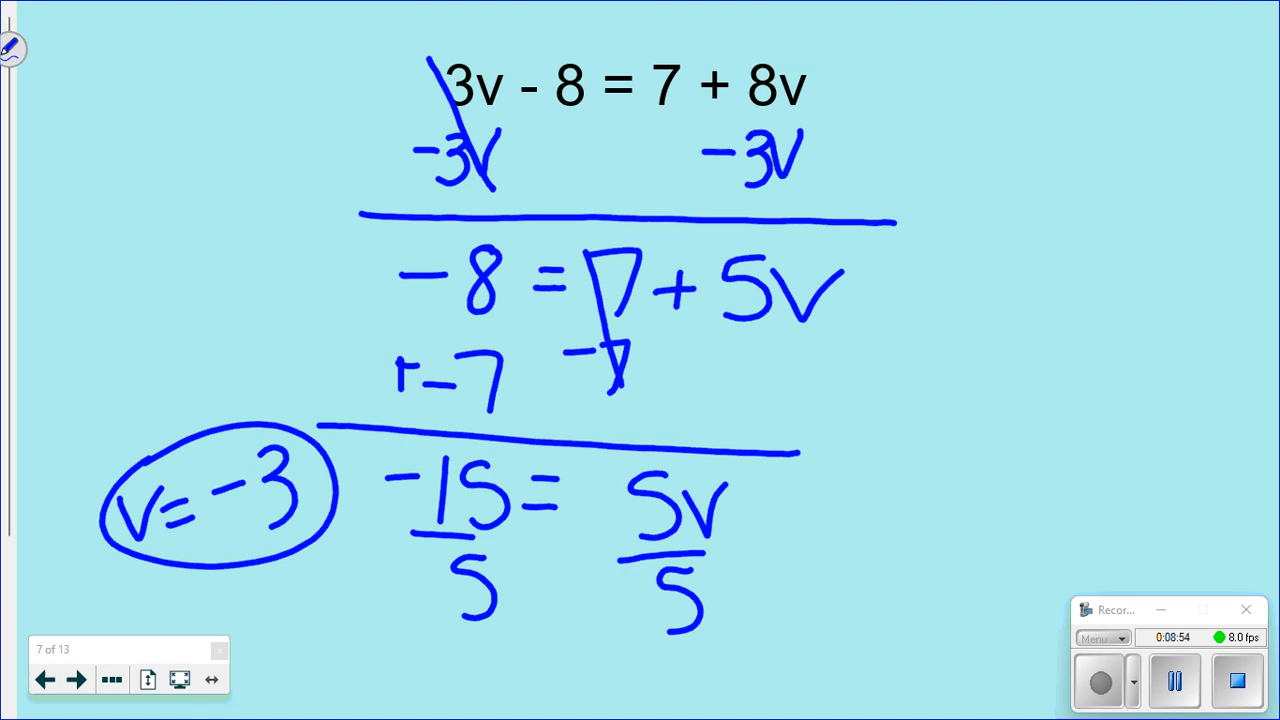 3v - 8 = 7 + 8v
-3v -3v
-8 = 7 + 5v
+-7 -7
-15 = 5v
5 5
v = -3
7 of 13
Recor...
Menu
0:08:54
8.0 fps